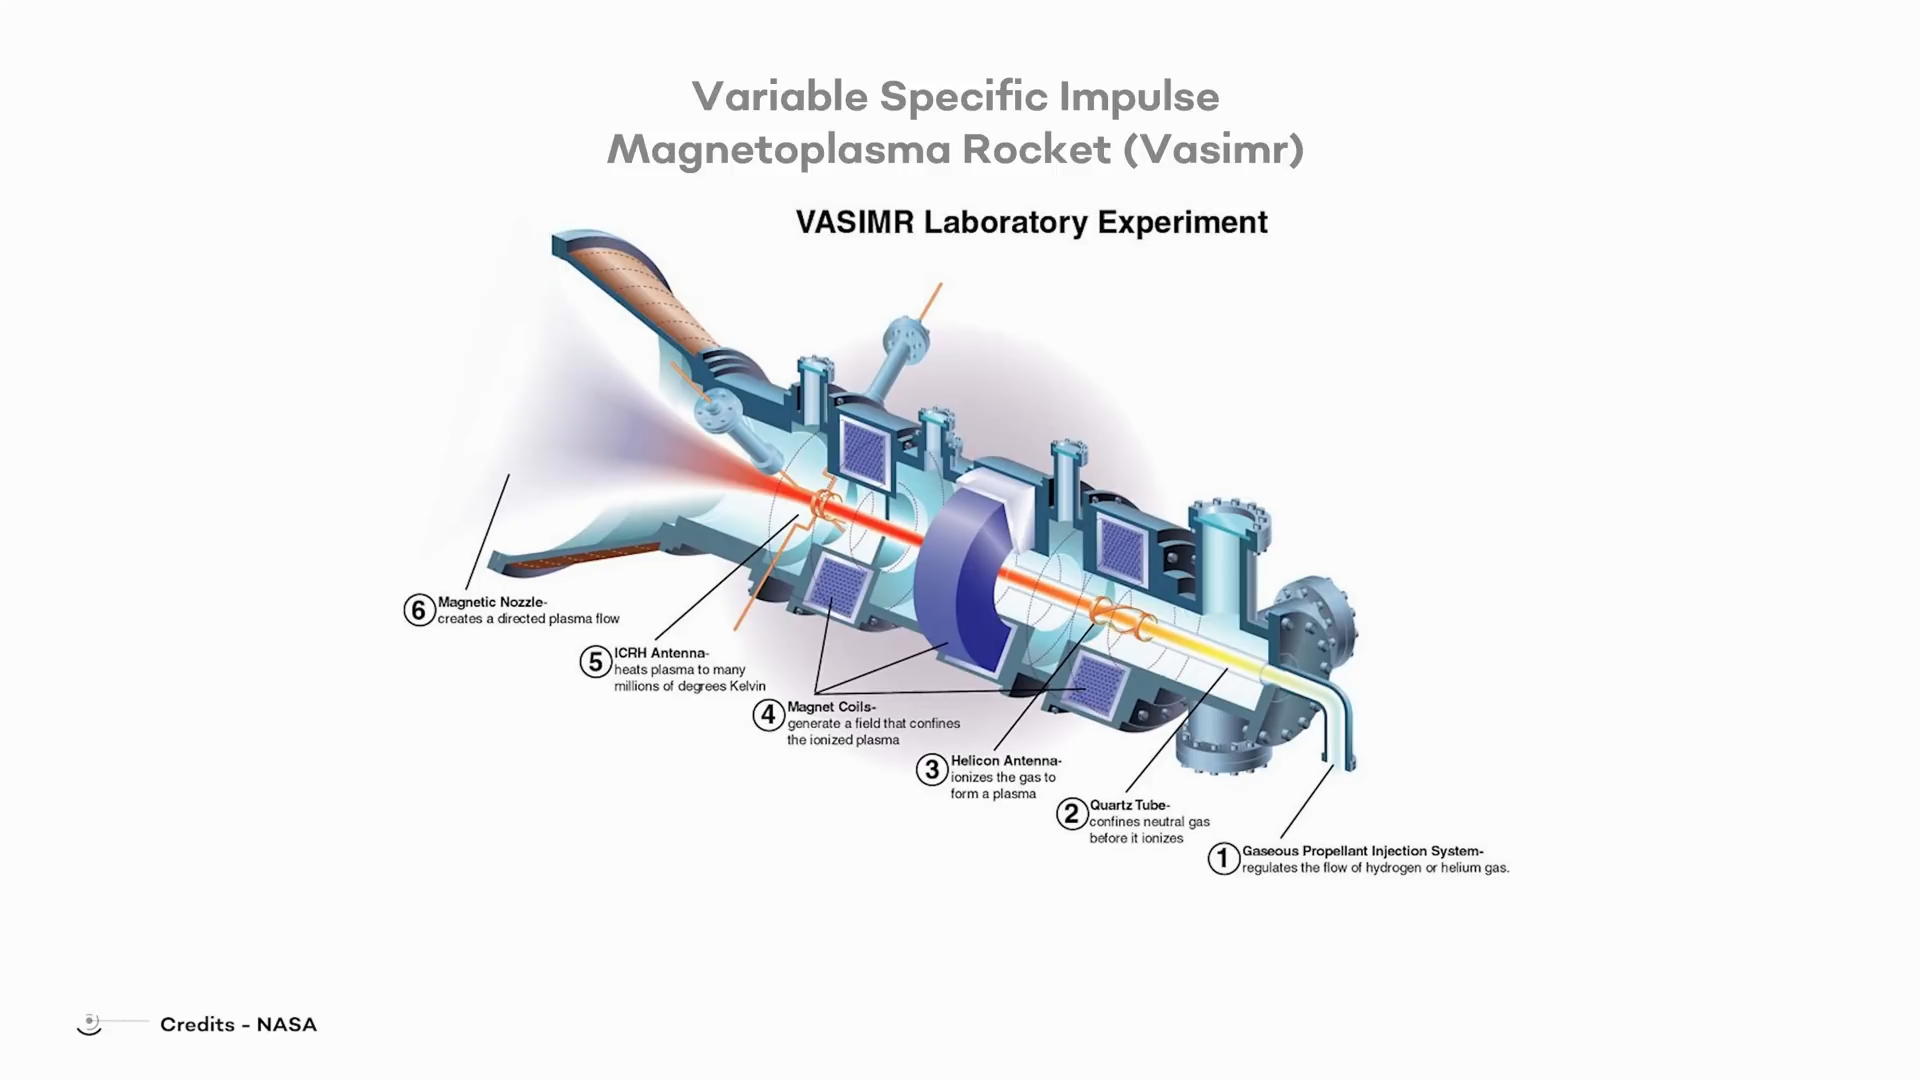 Variable Specific Impulse
Magnetoplasma Rocket (Vasimr)
VASIMR Laboratory Experiment
6 Magnetic Nozzle-
creates a directed plasma flow
5 ICRH Antenna-
heats plasma to many
millions of degrees Kelvin
4 Magnet Coils-
generate a field that confines
the ionized plasma
3 Helicon Antenna-
ionizes the gas to
form a plasma
2 Quartz Tube-
confines neutral gas
before it ionizes
1 Gaseous Propellant Injection System-
regulates the flow of hydrogen or helium gas.
Credits - NASA